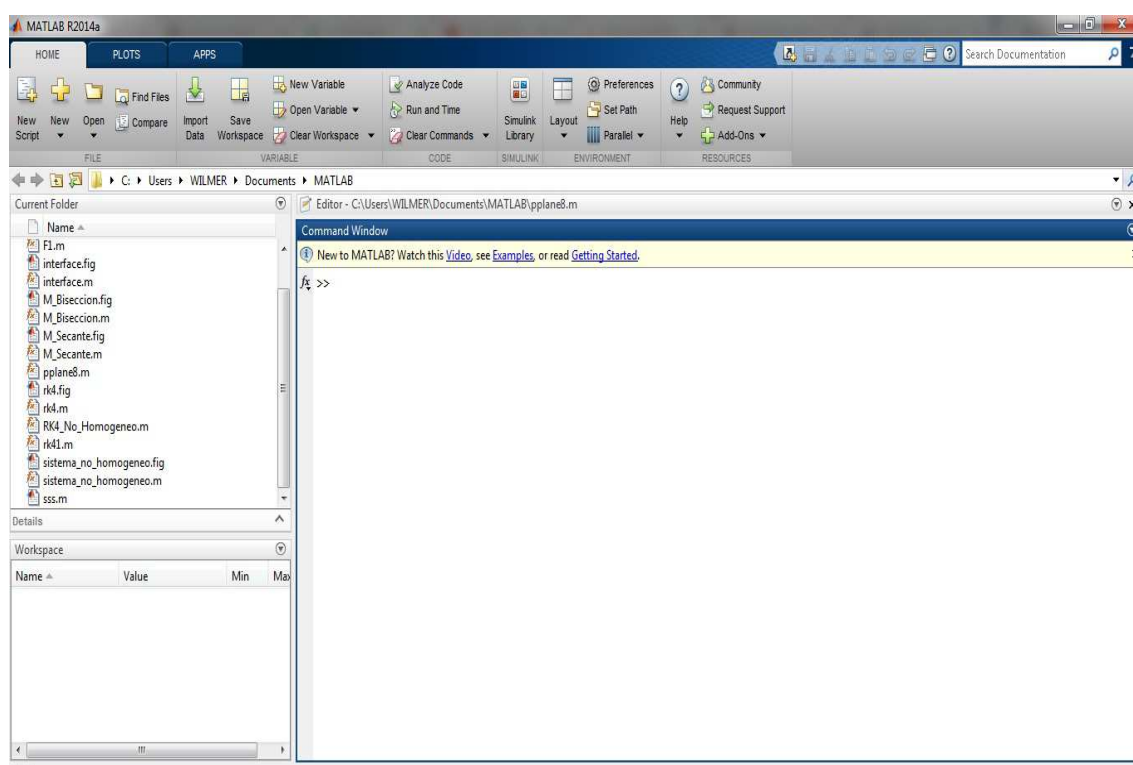 MATLAB R2014a
HOME PLOTS APPS
Search Documentation
New Script
New
Open
Find Files
Compare
Import Data
Save Workspace
New Variable
Open Variable
Clear Workspace
Analyze Code
Run and Time
Clear Commands
Simulink Library
Layout
Preferences
Set Path
Parallel
Help
Community
Request Support
Add-Ons
FILE VARIABLE CODE SIMULINK ENVIRONMENT RESOURCES
C: Users WILMER Documents MATLAB
Current Folder
Name
F1.m
interface.fig
interface.m
M_Biseccion.fig
M_Biseccion.m
M_Secante.fig
M_Secante.m
pplane8.m
rk4.fig
rk4.m
RK4_No_Homogeneo.m
rk41.m
sistema_no_homogeneo.fig
sistema_no_homogeneo.m
sss.m
Details
Workspace
Name Value Min Max
Editor - C:\Users\WILMER\Documents\MATLAB\pplane8.m
Command Window
New to MATLAB? Watch this Video, see Examples, or read Getting Started.
fx >>